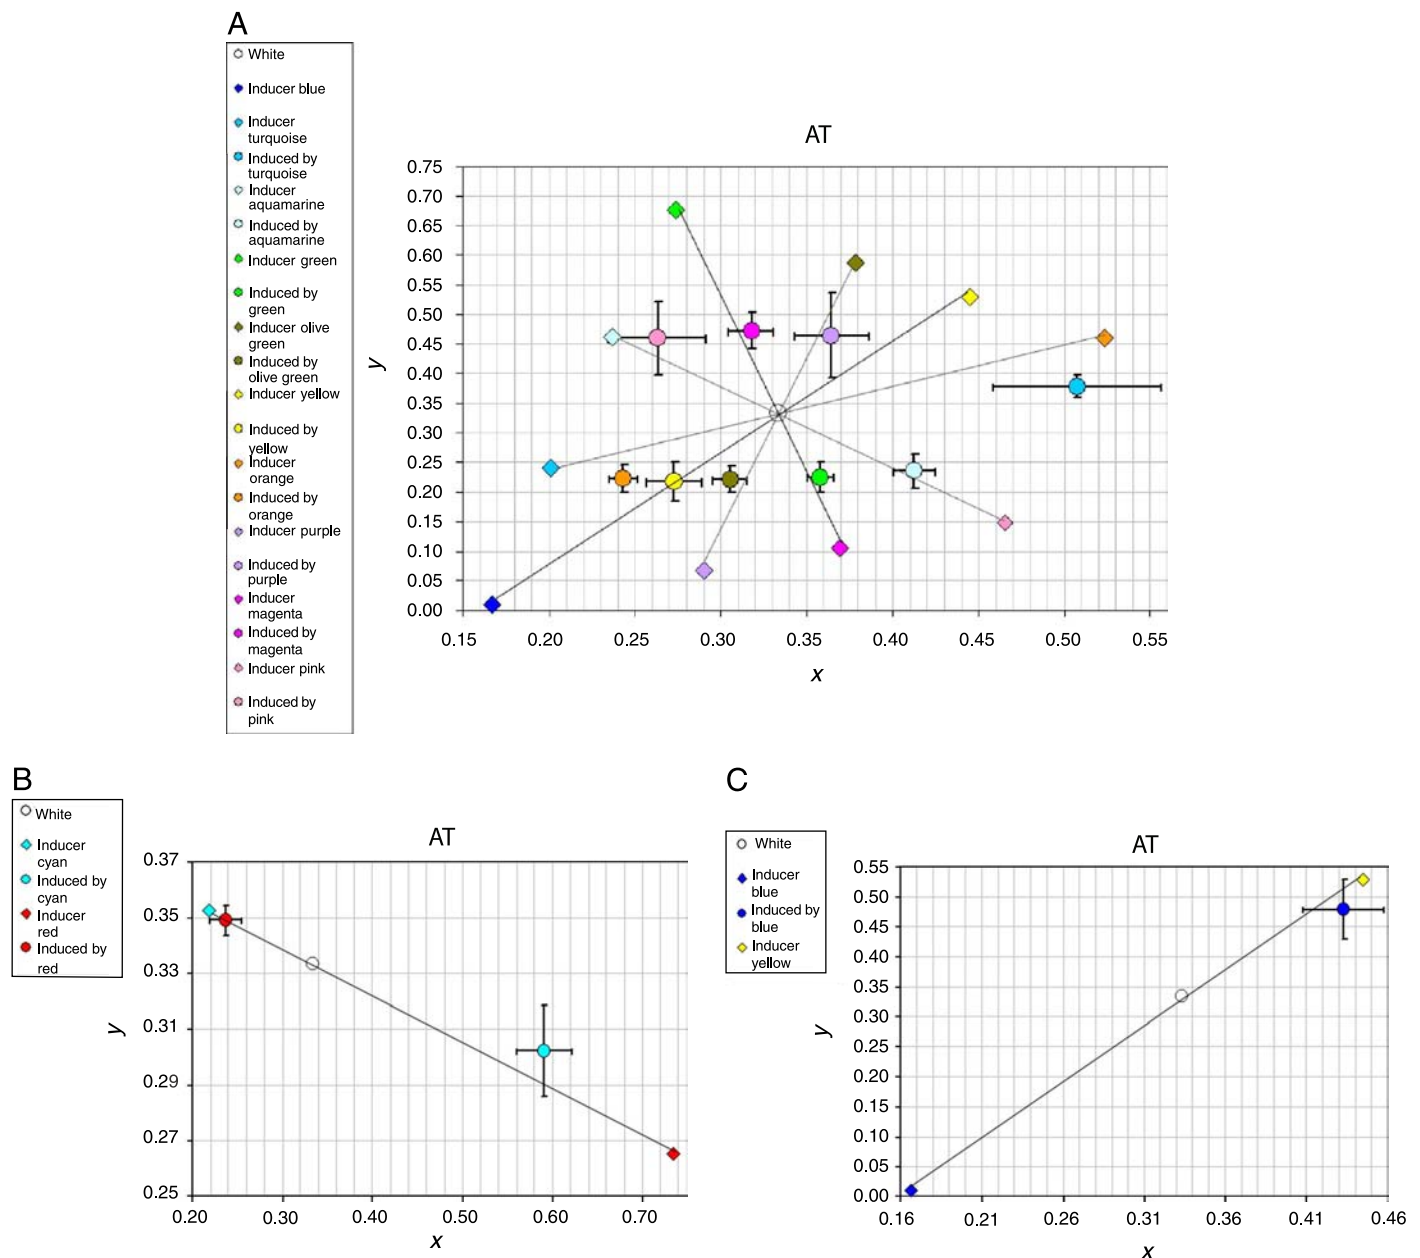 A
White
Inducer blue
Inducer
turquoise
Induced by
turquoise
Inducer
aquamarine
Induced by
aquamarine
Inducer green
Induced by
green
Inducer olive
green
Induced by
olive green
Inducer yellow
Induced by
yellow
Inducer
orange
Induced by
orange
Inducer purple
Induced by
purple
Inducer
magenta
Induced by
magenta
Inducer pink
Induced by
pink
AT
y
0.75
0.70
0.65
0.60
0.55
0.50
0.45
0.40
0.35
0.30
0.25
0.20
0.15
0.10
0.05
0.00
0.15 0.20 0.25 0.30 0.35 0.40 0.45 0.50 0.55
x
B
White
Inducer
cyan
Induced by
cyan
Inducer
red
Induced by
red
AT
y
0.37
0.35
0.33
0.31
0.29
0.27
0.25
0.20 0.30 0.40 0.50 0.60 0.70
x
C
White
Inducer
blue
Induced by
blue
Inducer
yellow
AT
y
0.55
0.50
0.45
0.40
0.35
0.30
0.25
0.20
0.15
0.10
0.05
0.00
0.16 0.21 0.26 0.31 0.36 0.41 0.46
x